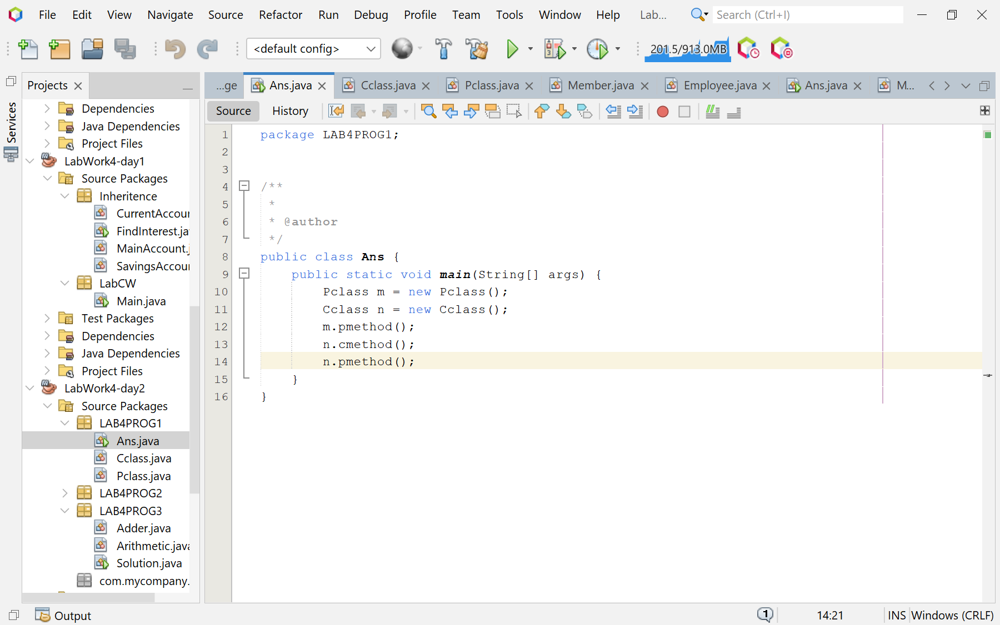 File Edit View Navigate Source Refactor Run Debug Profile Team Tools Window Help Lab... Search (Ctrl+I)
<default config> 201.5/913.0MB
Services
Projects
Dependencies
Java Dependencies
Project Files
LabWork4-day1
Source Packages
Inheritence
CurrentAccour
FindInterest.ja
MainAccount.j
SavingsAccour
LabCW
Main.java
Test Packages
Dependencies
Java Dependencies
Project Files
LabWork4-day2
Source Packages
LAB4PROG1
Ans.java
Cclass.java
Pclass.java
LAB4PROG2
LAB4PROG3
Adder.java
Arithmetic.java
Solution.java
com.mycompany.
...ge Ans.java Cclass.java Pclass.java Member.java Employee.java Ans.java M...
Source History
1 package LAB4PROG1;
2
3
4 /**
5 *
6 * @author
7 */
8 public class Ans {
9 public static void main(String[] args) {
10 Pclass m = new Pclass();
11 Cclass n = new Cclass();
12 m.pmethod();
13 n.cmethod();
14 n.pmethod();
15 }
16 }
Output 1 14:21 INS Windows (CRLF)